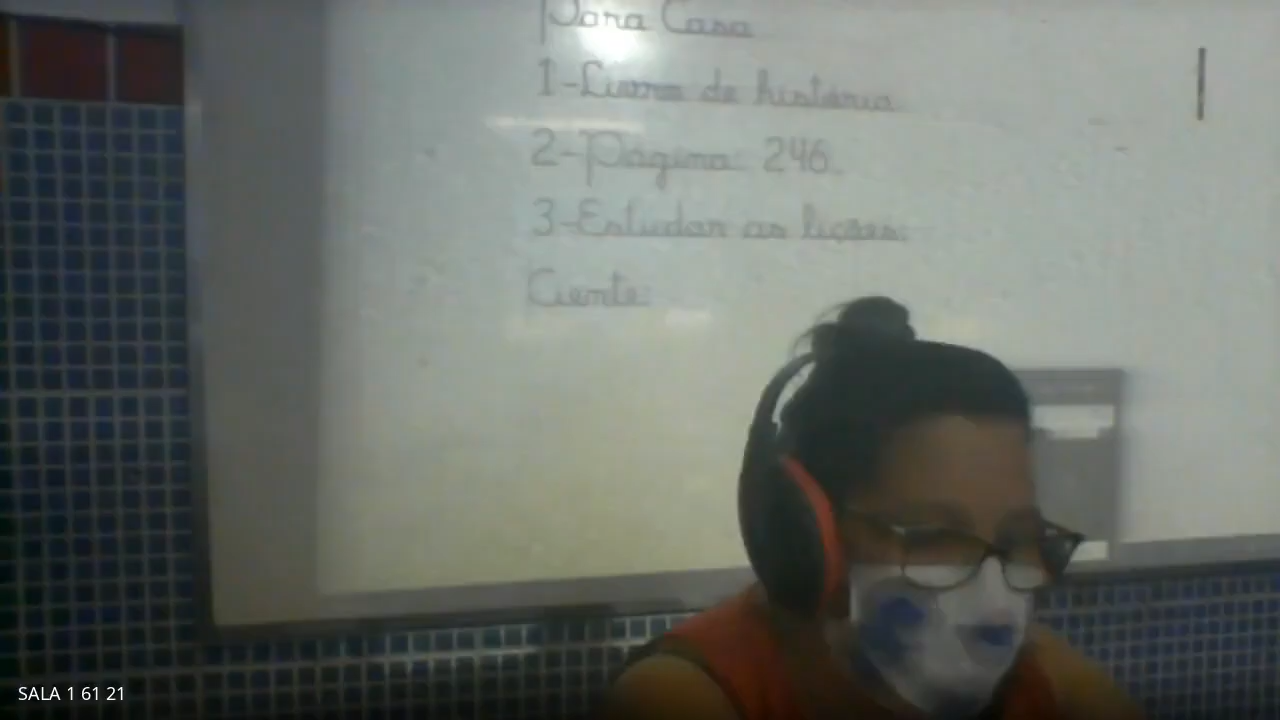 Para Casa
1-Livro de história
2-Página: 246.
3-Estudar as lições.
Ciente:
SALA 1 61 21